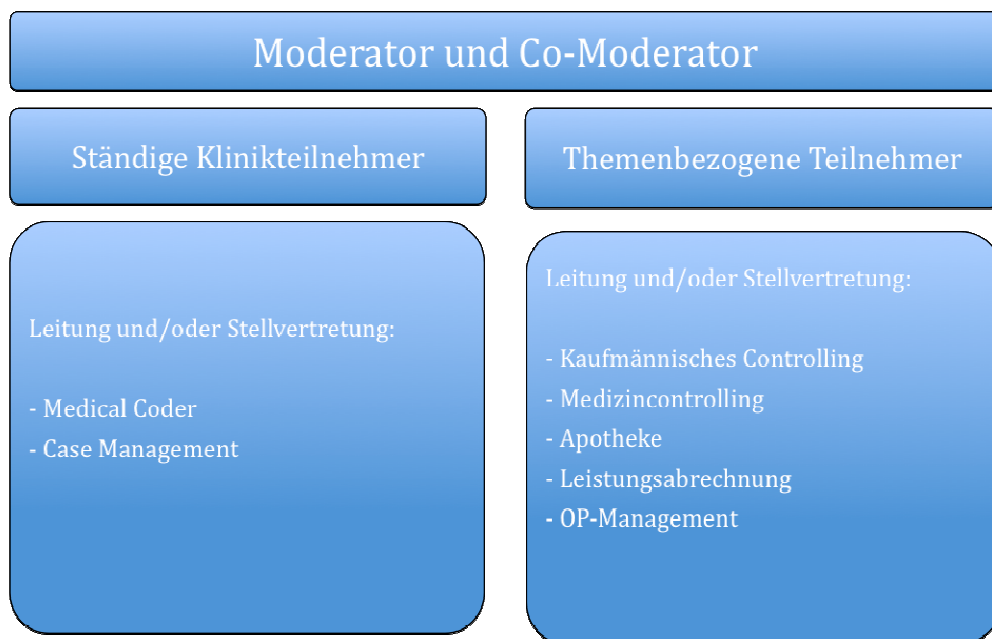 Moderator und Co-Moderator
Ständige Klinikteilnehmer
Leitung und/oder Stellvertretung:
- Medical Coder
- Case Management
Themenbezogene Teilnehmer
Leitung und/oder Stellvertretung:
- Kaufmännisches Controlling
- Medizincontrolling
- Apotheke
- Leistungsabrechnung
- OP-Management